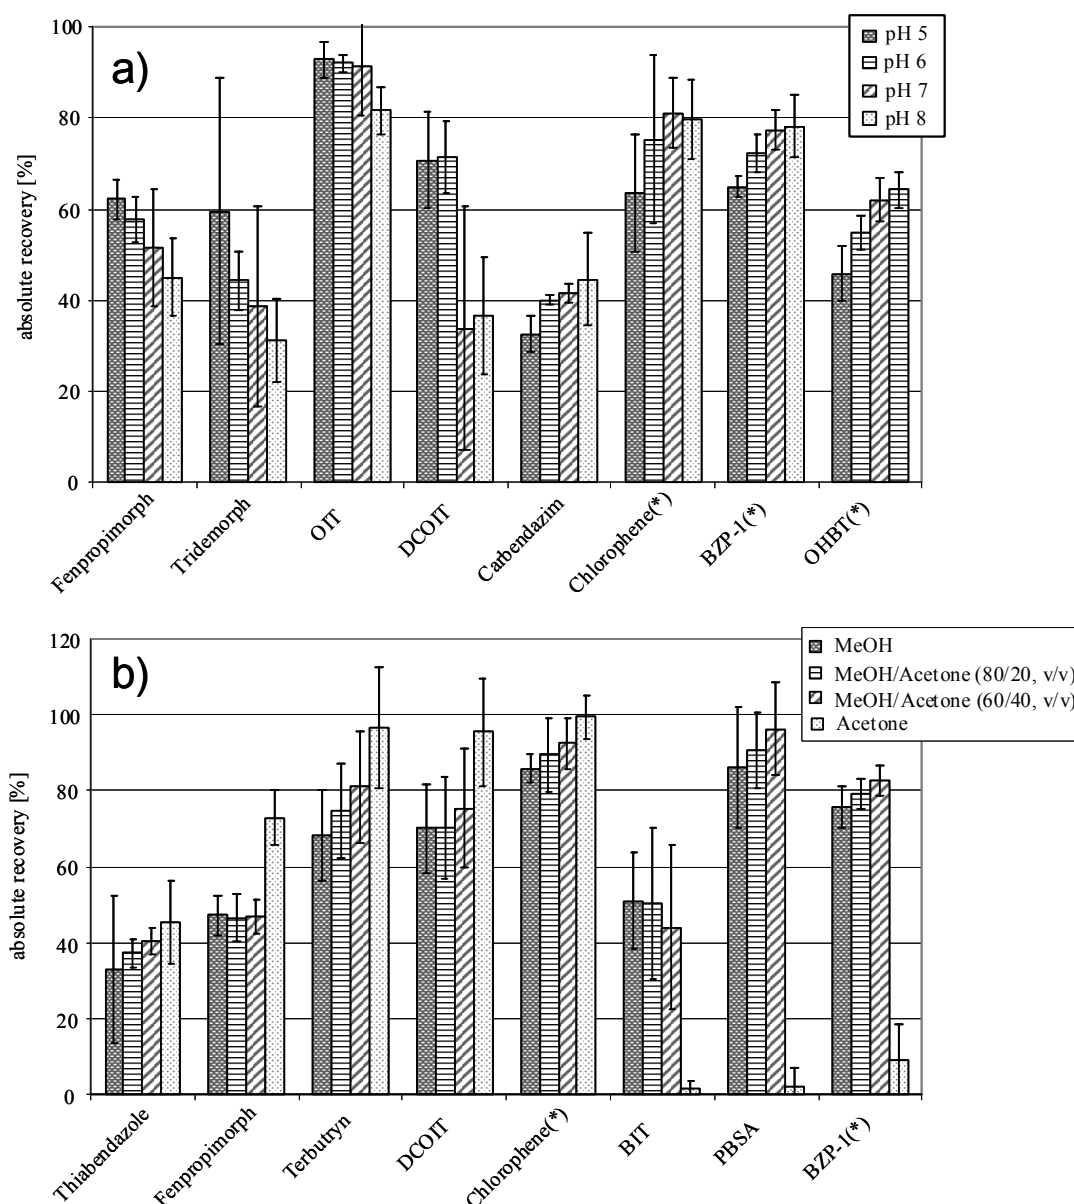 a)
pH 5
pH 6
pH 7
pH 8
absolute recovery [%]
100
80
60
40
20
0
Fenpropimorph
Tridemorph
OIT
DCOIT
Carbendazim
Chlorophene(*)
BZP-1(*)
OHBT(*)
b)
MeOH
MeOH/Acetone (80/20, v/v)
MeOH/Acetone (60/40, v/v)
Acetone
absolute recovery [%]
120
100
80
60
40
20
0
Thiabendazole
Fenpropimorph
Terbutryn
DCOIT
Chlorophene(*)
BIT
PBSA
BZP-1(*)